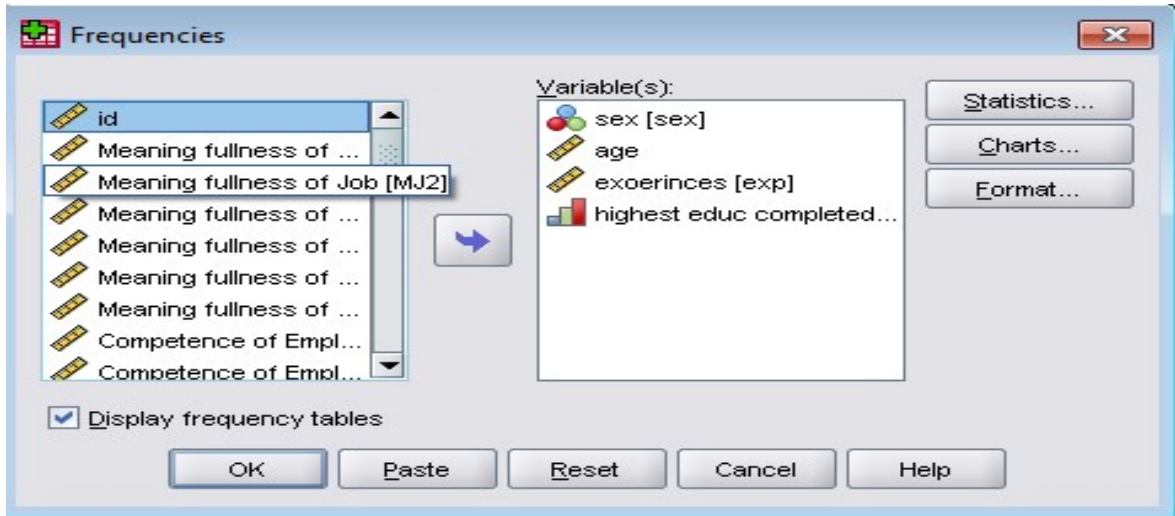 Frequencies
id
Meaning fullness of ...
Meaning fullness of Job [MJ2]
Meaning fullness of ...
Meaning fullness of ...
Meaning fullness of ...
Meaning fullness of ...
Competence of Empl...
Competence of Empl...
Variable(s):
sex [sex]
age
exoerinces [exp]
highest educ completed...
Statistics...
Charts...
Format...
Display frequency tables
OK
Paste
Reset
Cancel
Help